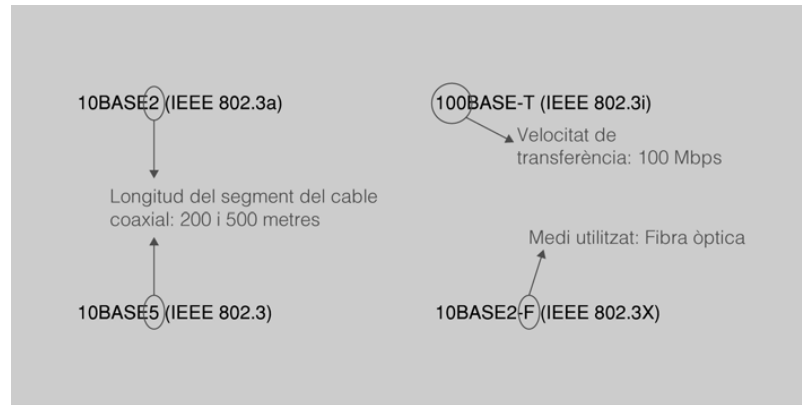 10BASE2 (IEEE 802.3a)
100BASE-T (IEEE 802.3i)
Velocitat de
transferència: 100 Mbps
Longitud del segment del cable
coaxial: 200 i 500 metres
Medi utilitzat: Fibra òptica
10BASE5 (IEEE 802.3)
10BASE2-F (IEEE 802.3X)